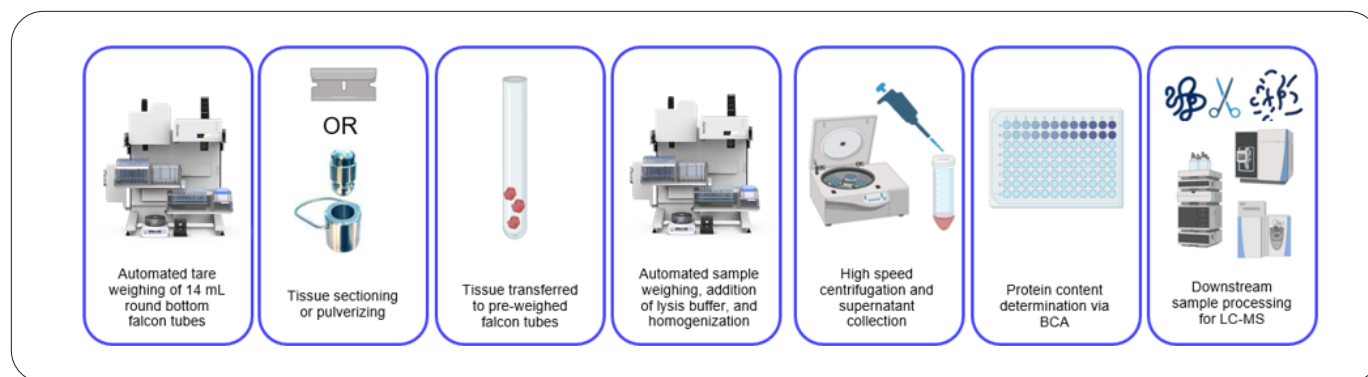 Automated tare
weighing of 14 mL
round bottom
falcon tubes
OR
Tissue sectioning
or pulverizing
Tissue transferred
to pre-weighed
falcon tubes
Automated sample
weighing, addition
of lysis buffer, and
homogenization
High speed
centrifugation and
supernatant
collection
Protein content
determination via
BCA
Downstream
sample processing
for LC-MS